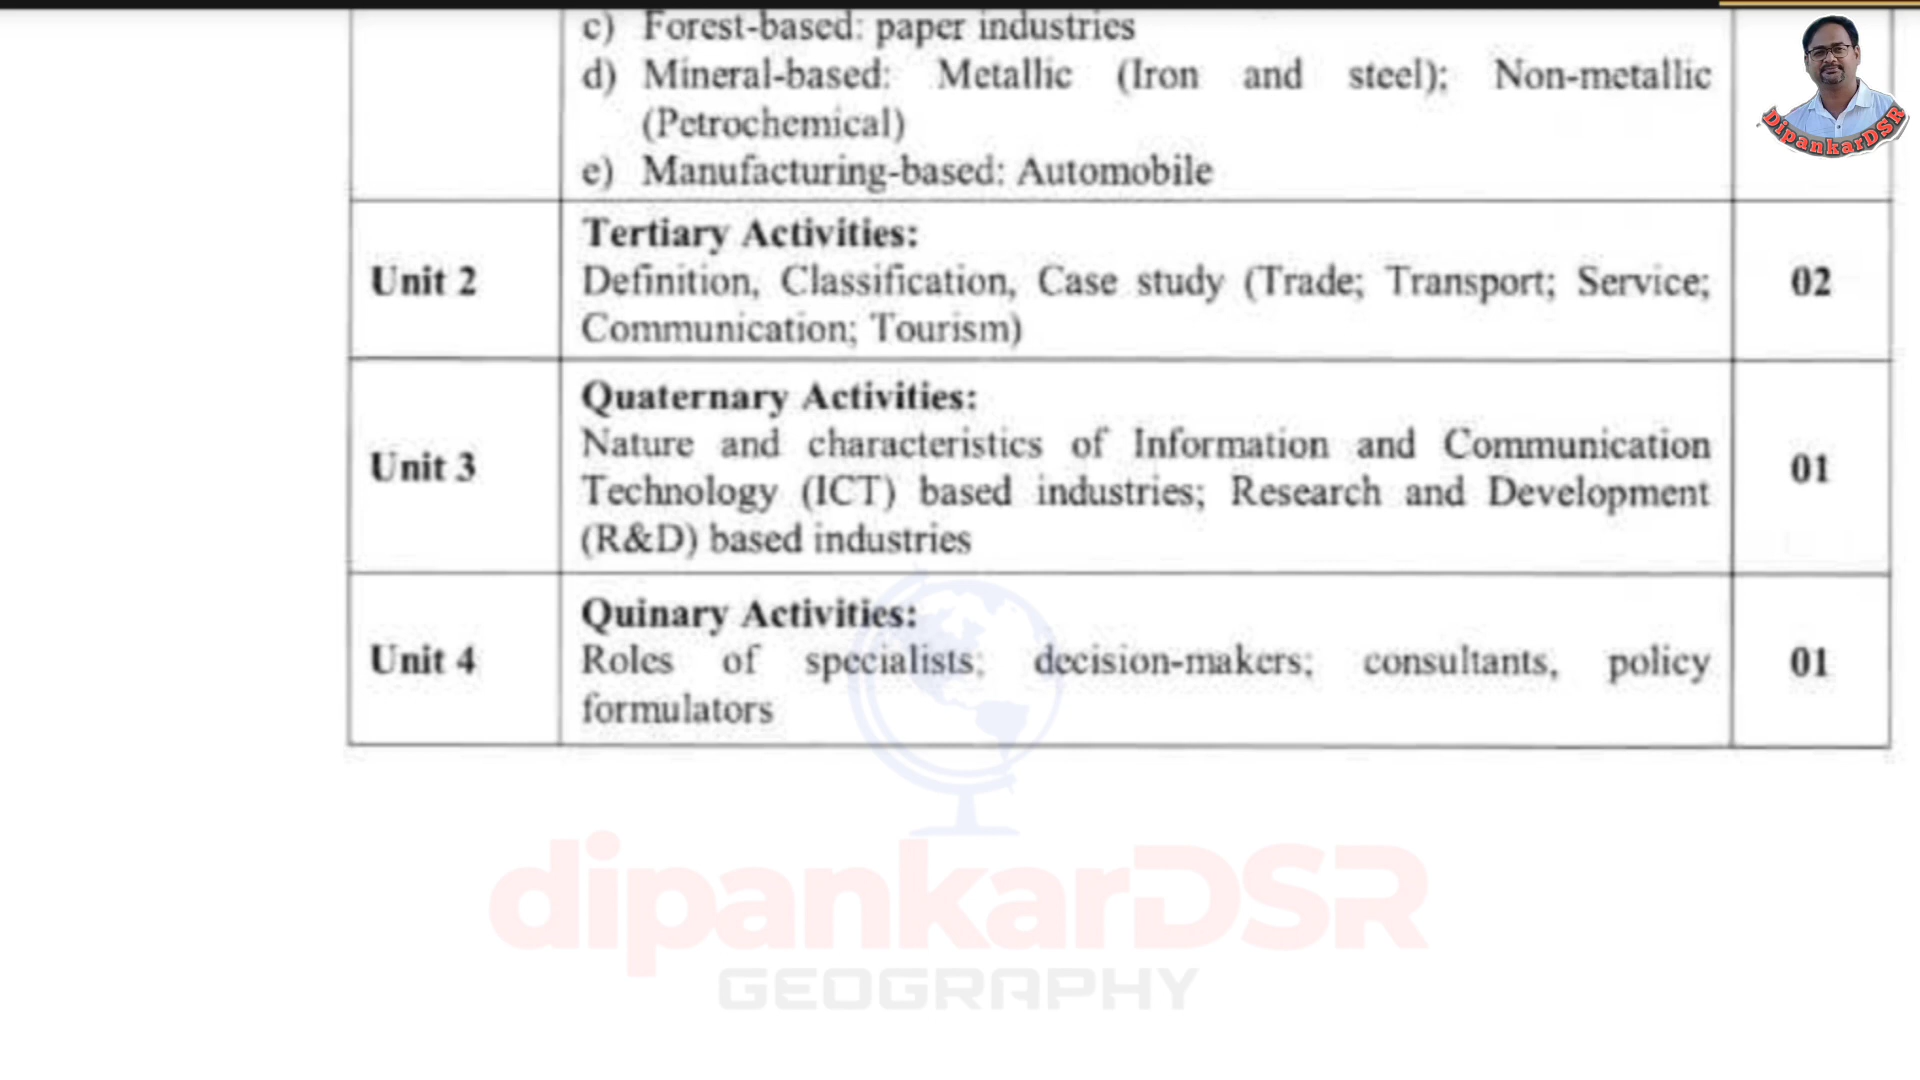 c) Forest-based: paper industries
d) Mineral-based: Metallic (Iron and steel); Non-metallic
(Petrochemical)
e) Manufacturing-based: Automobile
Unit 2
Tertiary Activities:
Definition, Classification, Case study (Trade; Transport; Service;
Communication; Tourism)
02
Unit 3
Quaternary Activities:
Nature and characteristics of Information and Communication
Technology (ICT) based industries; Research and Development
(R&D) based industries
01
Unit 4
Quinary Activities:
Roles of specialists; decision-makers; consultants, policy
formulators
01
DipankarDSR
dipankarDSR
GEOGRAPHY